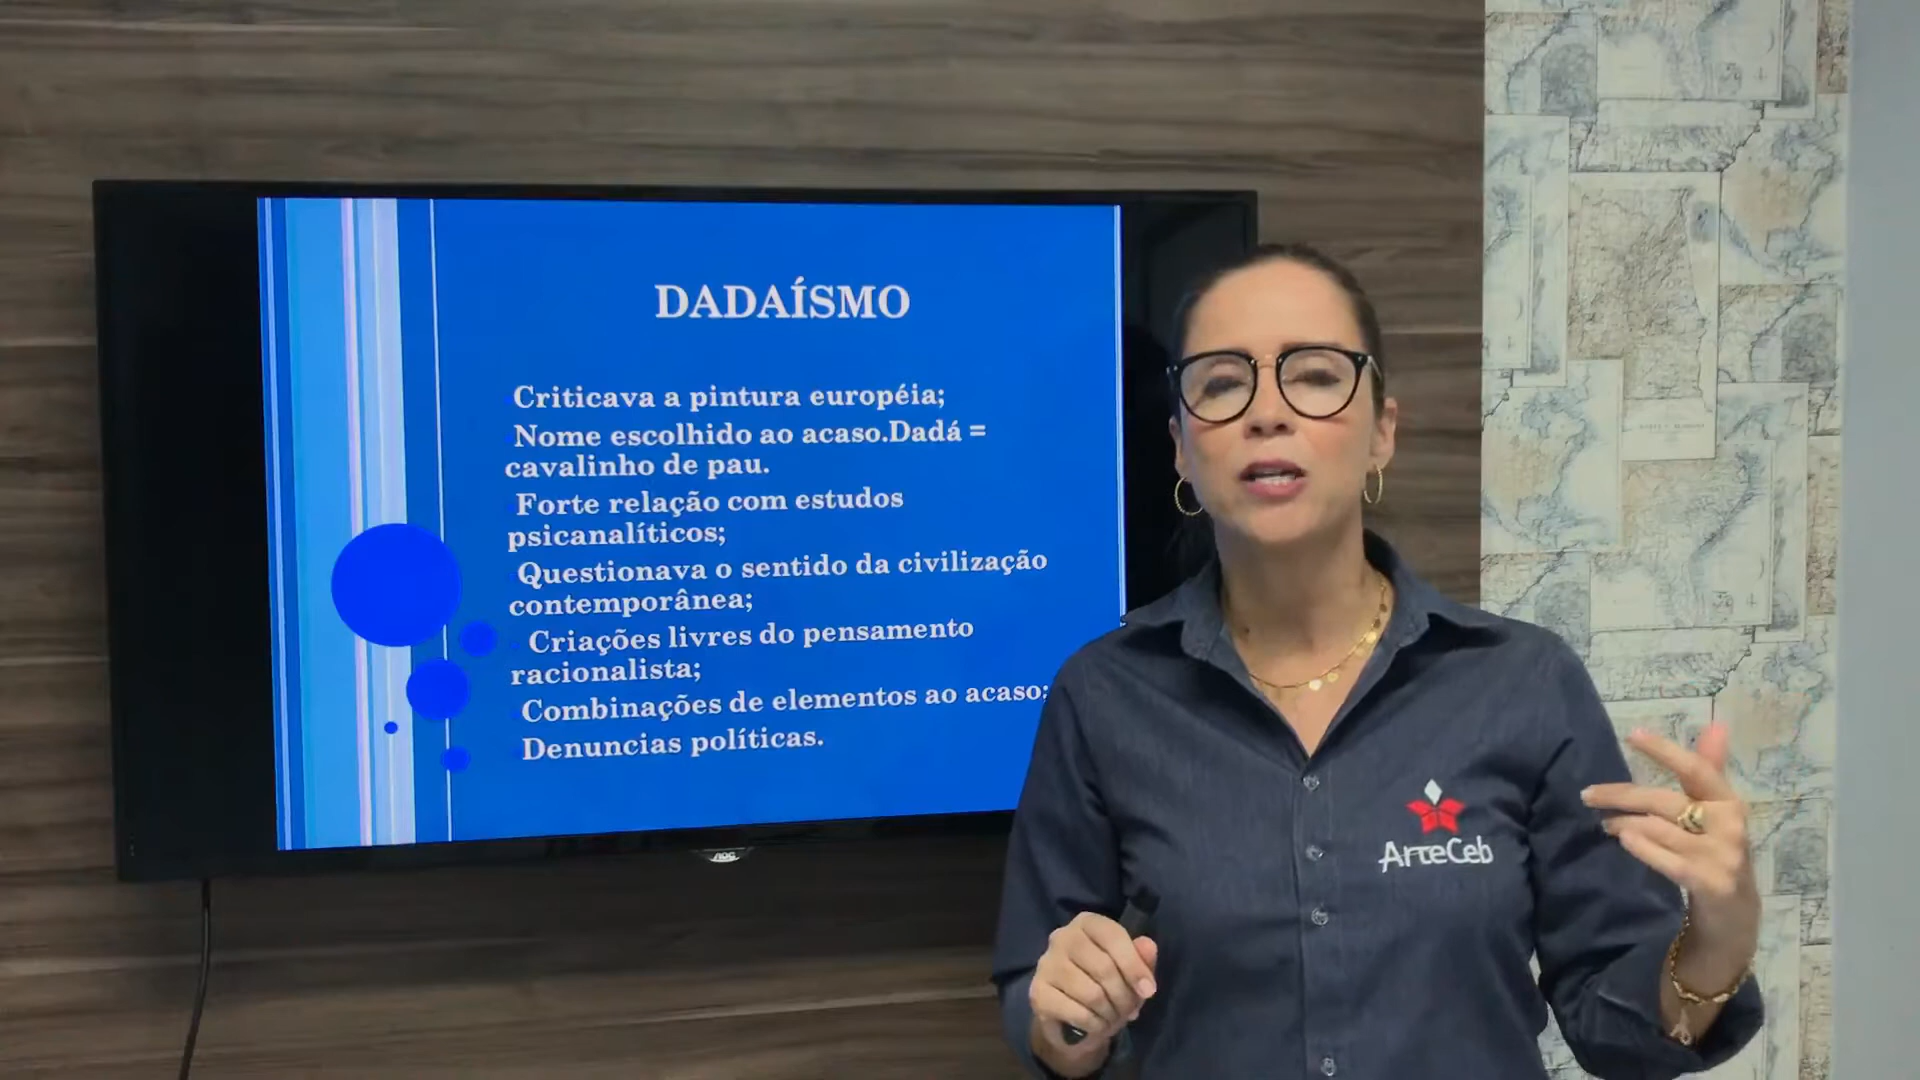 DADAÍSMO
Criticava a pintura européia;
Nome escolhido ao acaso.Dadá =
cavalinho de pau.
Forte relação com estudos
psicanalíticos;
Questionava o sentido da civilização
contemporânea;
Criações livres do pensamento
racionalista;
Combinações de elementos ao acaso;
Denuncias políticas.
AOC
ArteCeb